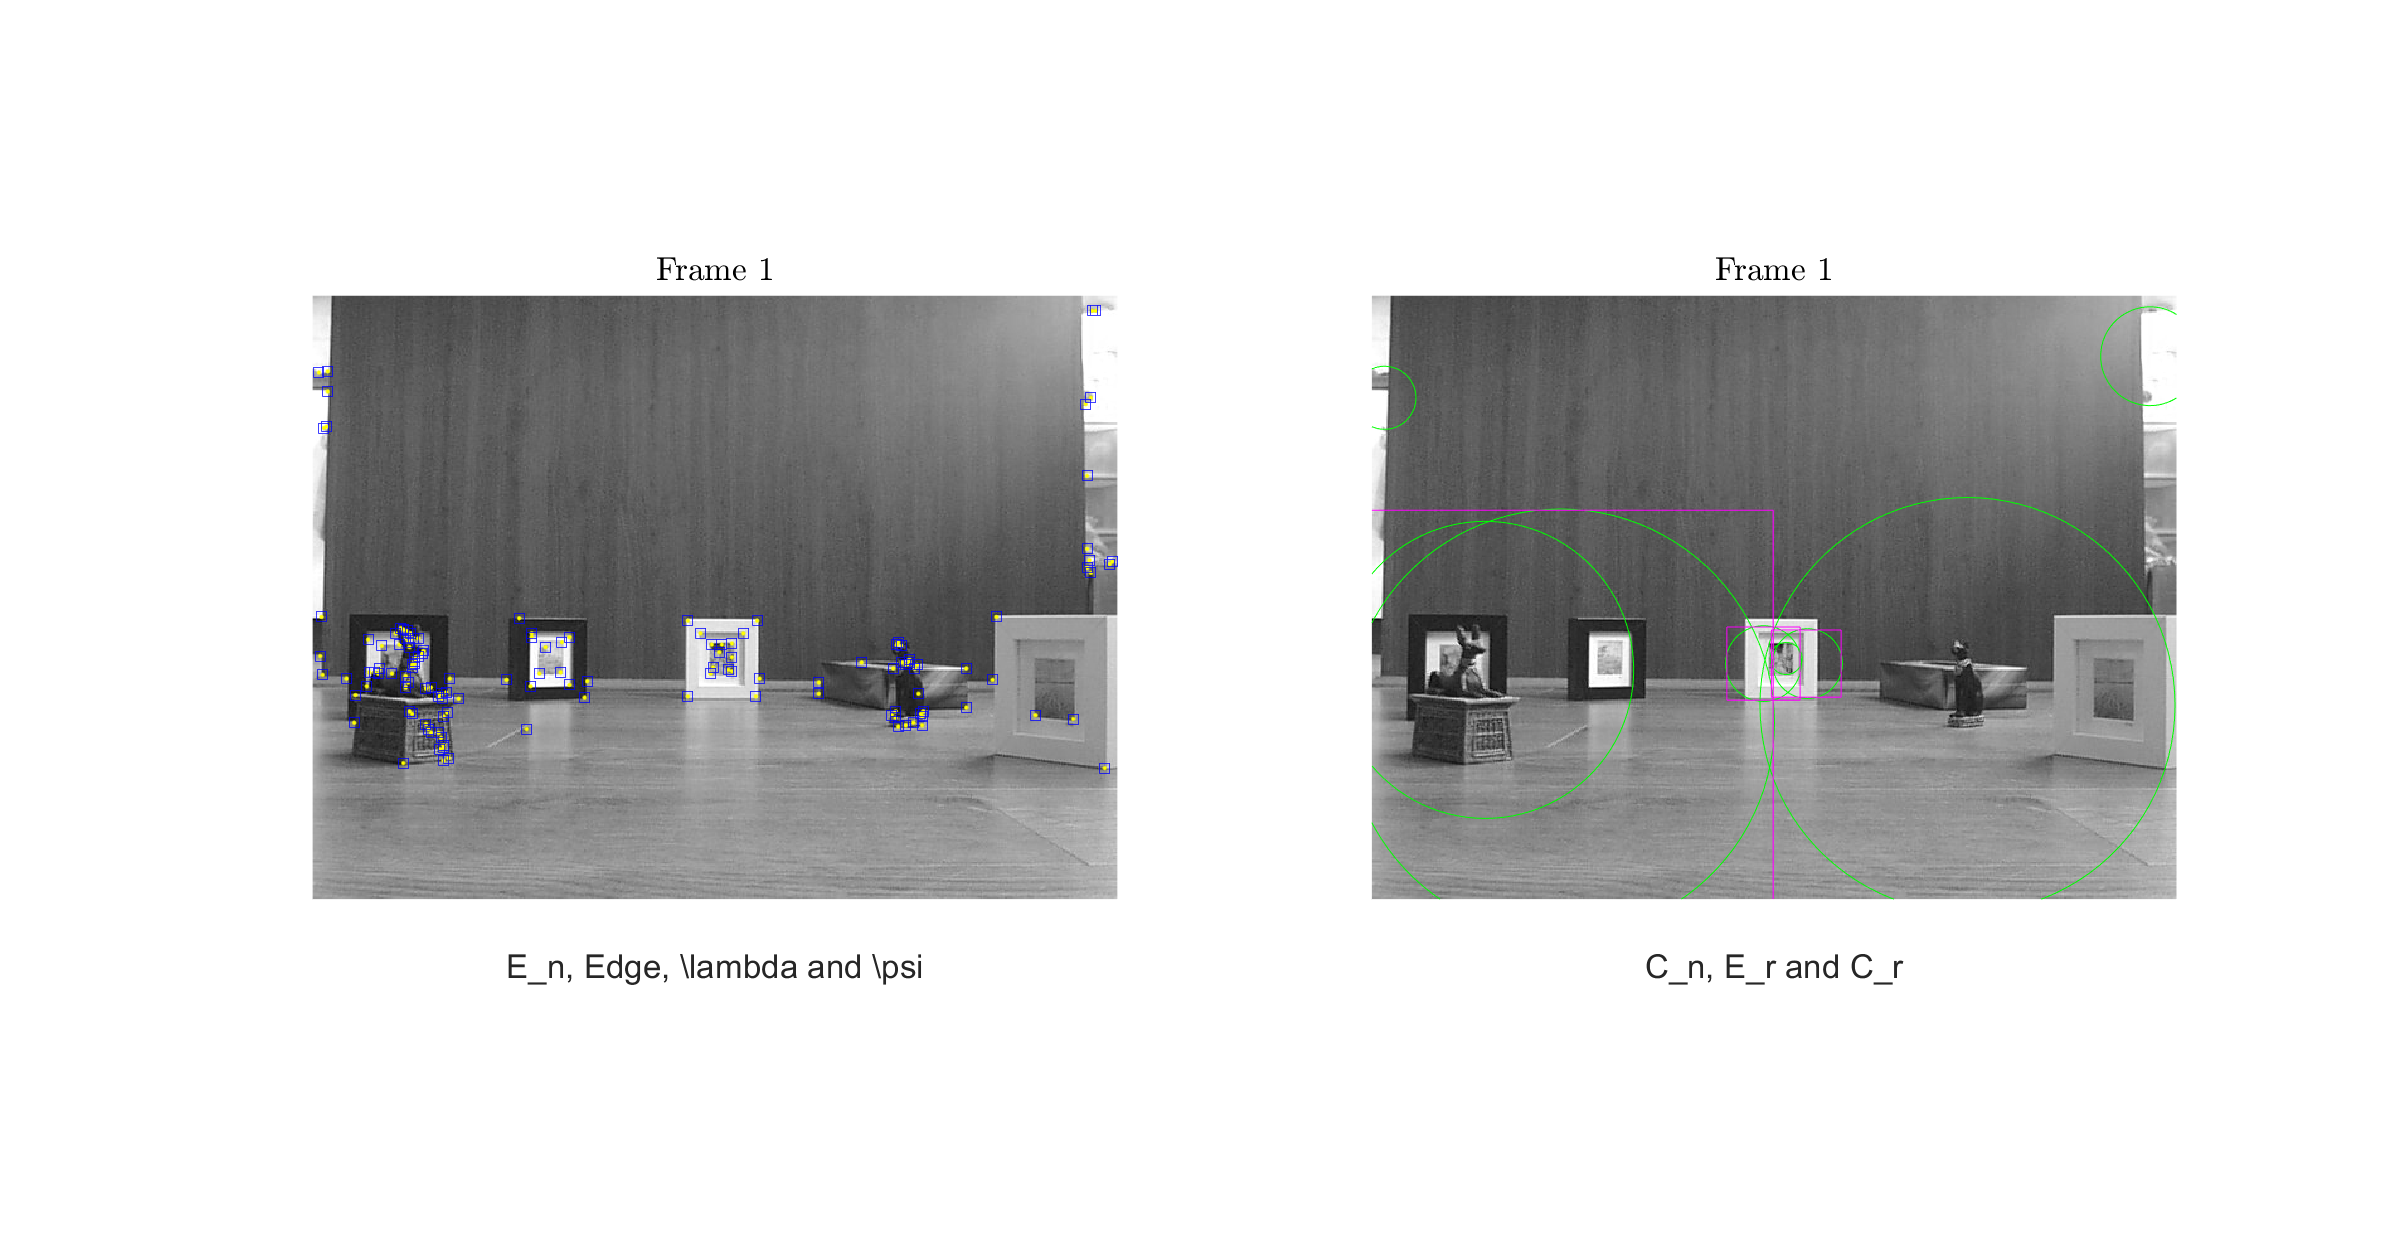 Frame 1
Frame 1
E_n, Edge, \lambda and \psi
C_n, E_r and C_r